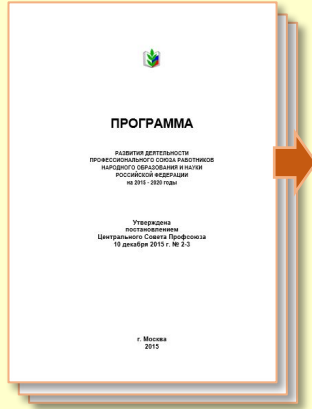 ПРОГРАММА
РАЗВИТИЯ ДЕЯТЕЛЬНОСТИ
ПРОФЕССИОНАЛЬНОГО СОЮЗА РАБОТНИКОВ
НАРОДНОГО ОБРАЗОВАНИЯ И НАУКИ
РОССИЙСКОЙ ФЕДЕРАЦИИ
на 2015 - 2020 годы
Утверждена
постановлением
Центрального Совета Профсоюза
10 декабря 2015 г. № 2-3
г. Москва
2015